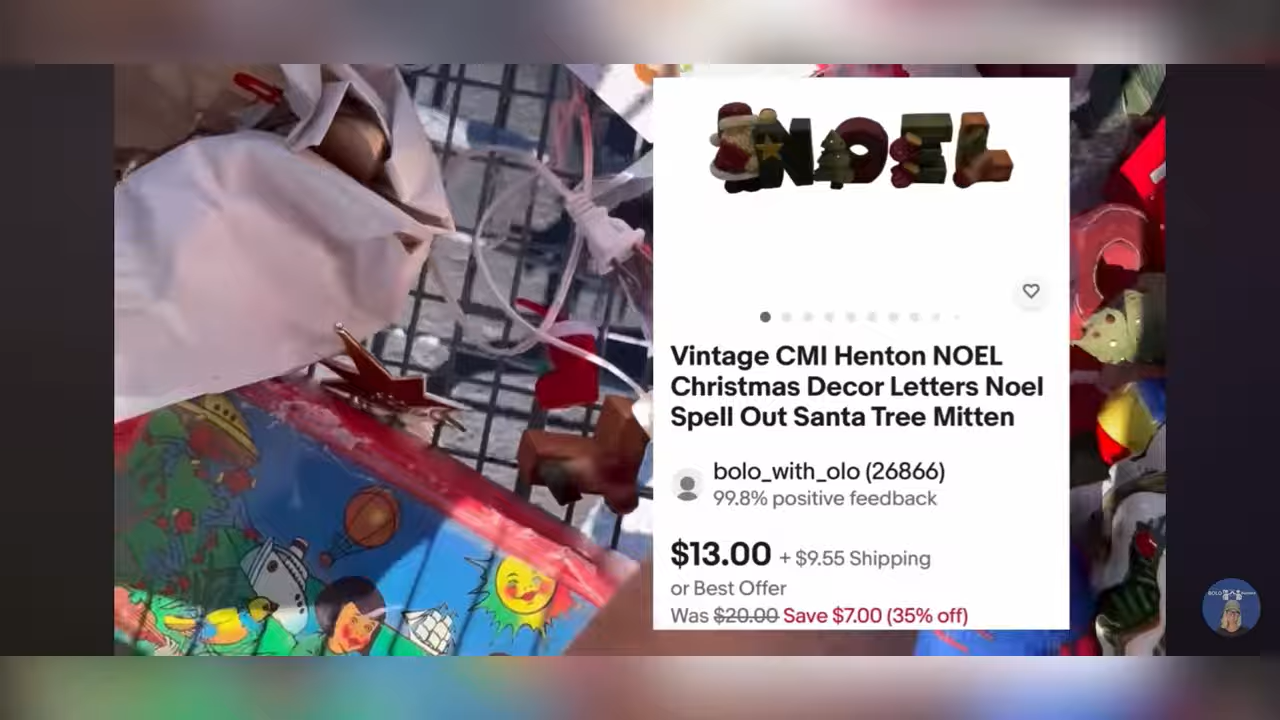 NOEL
Vintage CMI Henton NOEL
Christmas Decor Letters Noel
Spell Out Santa Tree Mitten
bolo_with_olo (26866)
99.8% positive feedback
$13.00 + $9.55 Shipping
or Best Offer
Was $20.00 Save $7.00 (35% off)
BOLO